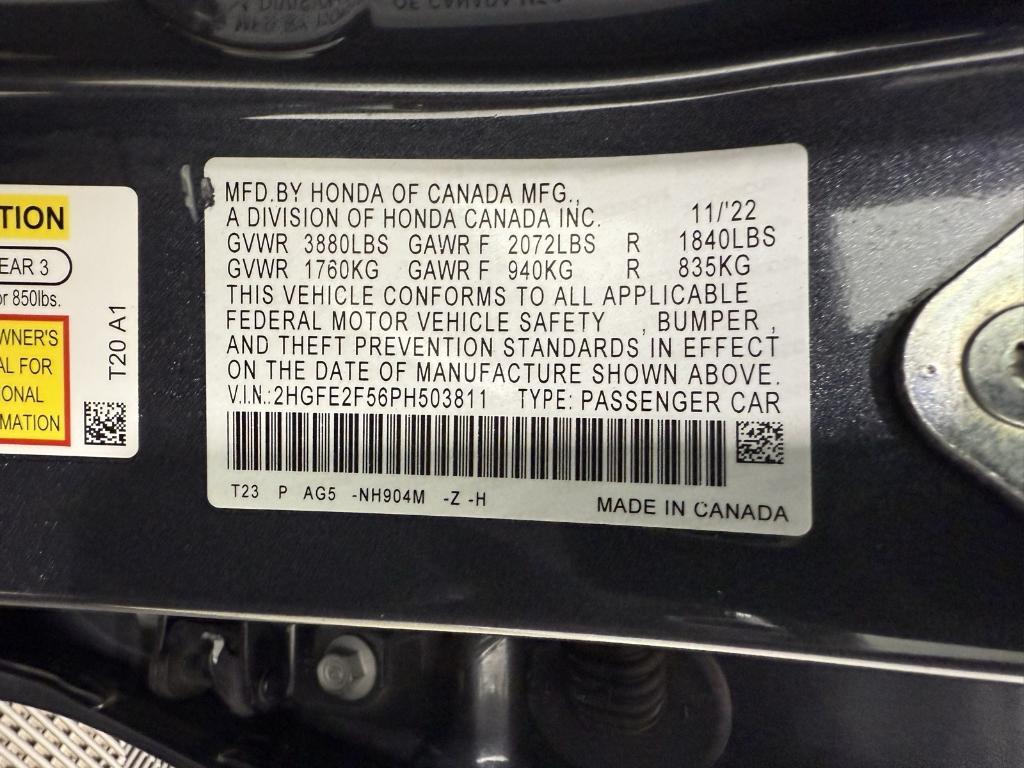 TION
EAR 3
or 850lbs.
WNER'S
AL FOR
ONAL
MATION
T20 A1
MFD.BY HONDA OF CANADA MFG.,
A DIVISION OF HONDA CANADA INC. 11/'22
GVWR 3880LBS GAWR F 2072LBS R 1840LBS
GVWR 1760KG GAWR F 940KG R 835KG
THIS VEHICLE CONFORMS TO ALL APPLICABLE
FEDERAL MOTOR VEHICLE SAFETY , BUMPER ,
AND THEFT PREVENTION STANDARDS IN EFFECT
ON THE DATE OF MANUFACTURE SHOWN ABOVE.
V.I.N.:2HGFE2F56PH503811 TYPE: PASSENGER CAR
T23 P AG5 -NH904M -Z -H
MADE IN CANADA